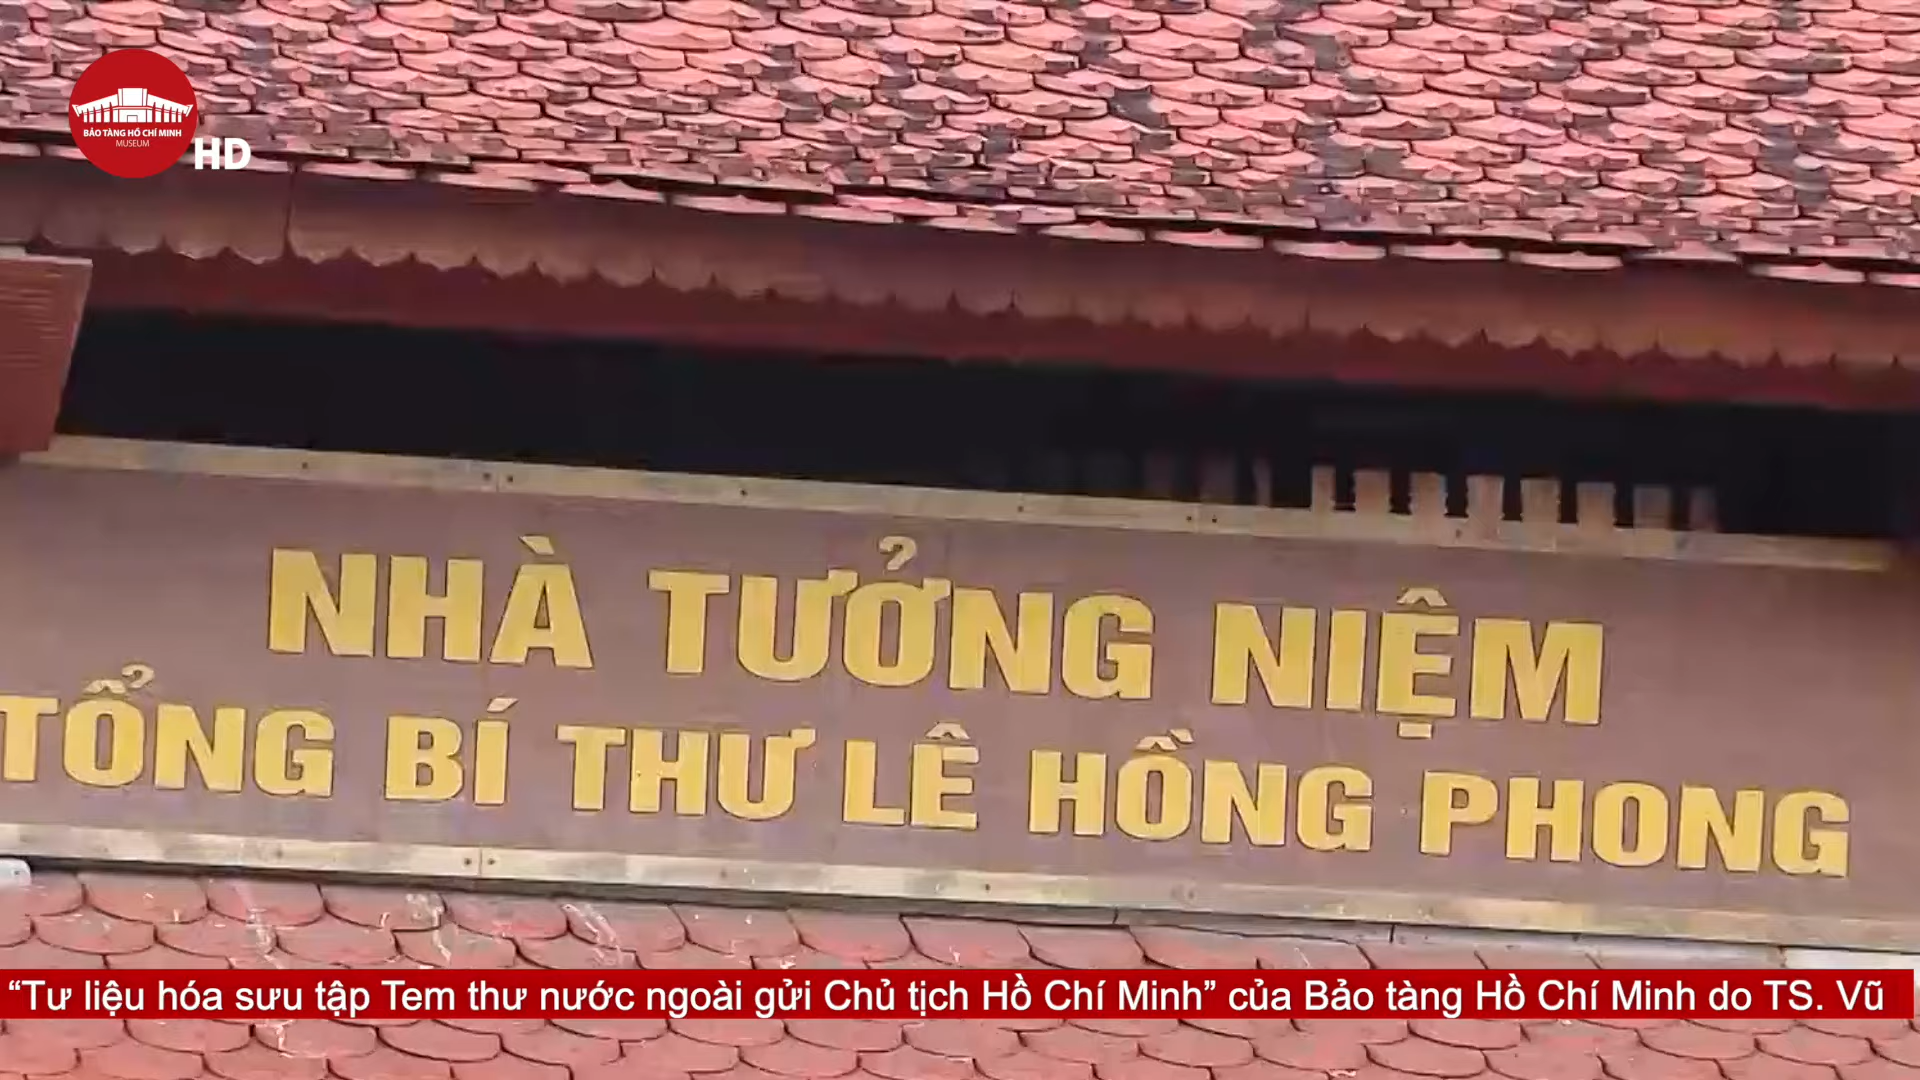 BẢO TÀNG HỒ CHÍ MINH
MUSEUM
HD
NHÀ TƯỞNG NIỆM
TỔNG BÍ THƯ LÊ HỒNG PHONG
“Tư liệu hóa sưu tập Tem thư nước ngoài gửi Chủ tịch Hồ Chí Minh” của Bảo tàng Hồ Chí Minh do TS. Vũ